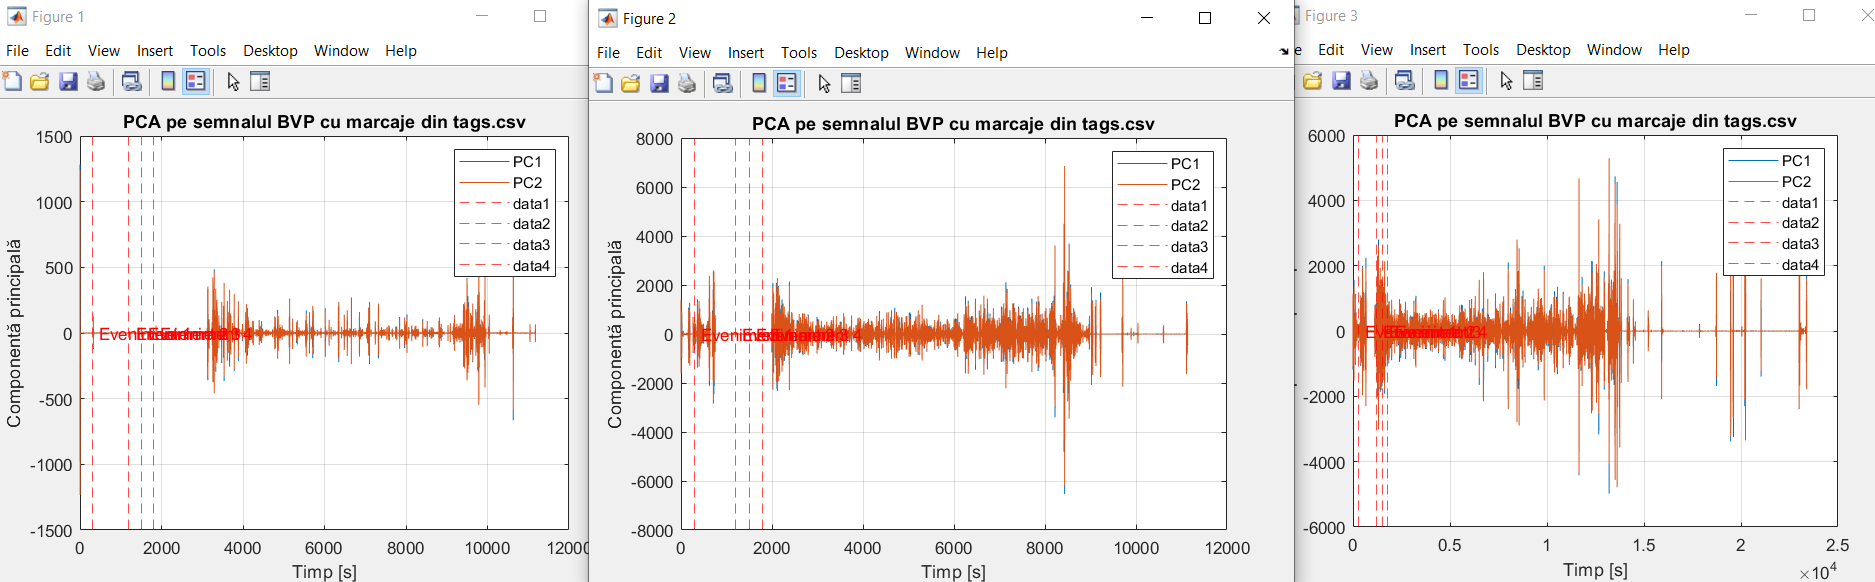 Figure 1
File Edit View Insert Tools Desktop Window Help
PCA pe semnalul BVP cu marcaje din tags.csv
1500
1000
500
0
-500
-1000
-1500
Componentă principală
PC1
PC2
data1
data2
data3
data4
0 2000 4000 6000 8000 10000 12000
Timp [s]
Figure 2
File Edit View Insert Tools Desktop Window Help
PCA pe semnalul BVP cu marcaje din tags.csv
8000
6000
4000
2000
0
-2000
-4000
-6000
-8000
Componentă principală
PC1
PC2
data1
data2
data3
data4
0 2000 4000 6000 8000 10000 12000
Timp [s]
Figure 3
e Edit View Insert Tools Desktop Window Help
PCA pe semnalul BVP cu marcaje din tags.csv
6000
4000
2000
0
-2000
-4000
-6000
PC1
PC2
data1
data2
data3
data4
0 0.5 1 1.5 2 2.5
Timp [s]
×10⁴